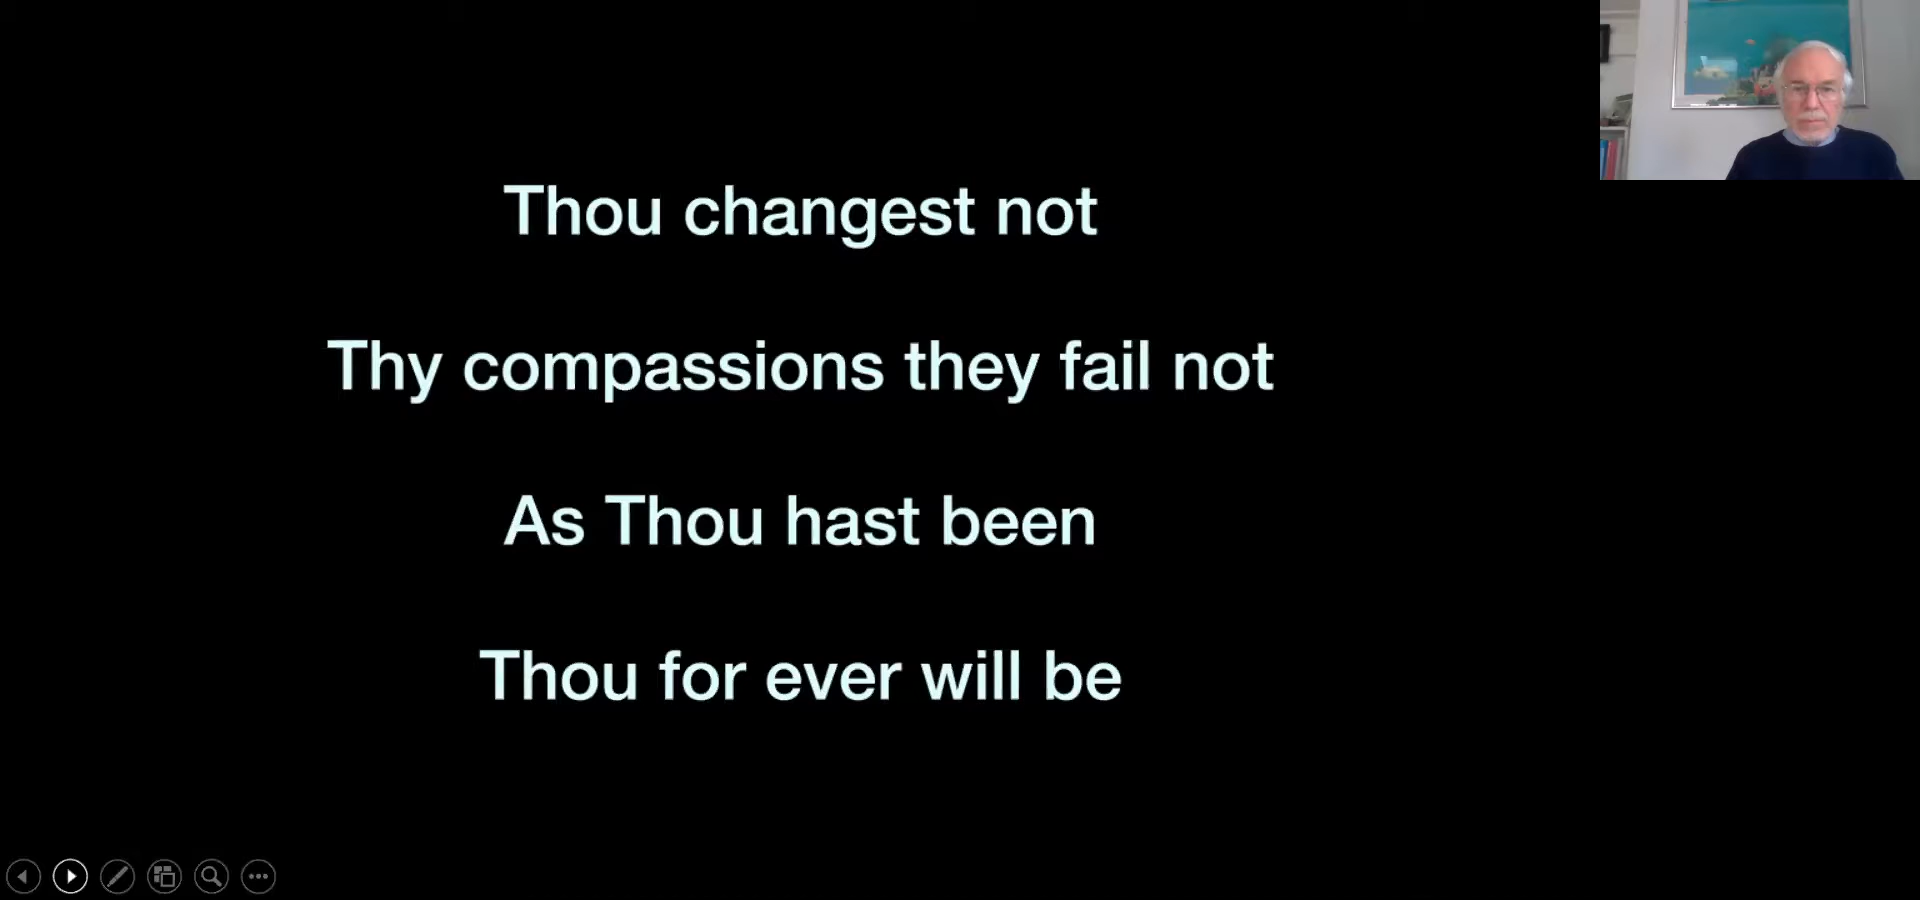 Thou changest not
Thy compassions they fail not
As Thou hast been
Thou for ever will be